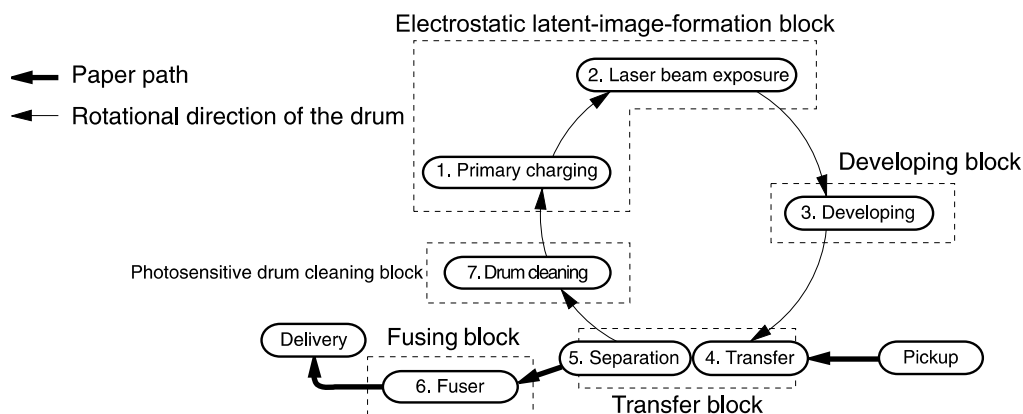 Electrostatic latent-image-formation block
2. Laser beam exposure
Paper path
Rotational direction of the drum
1. Primary charging
Developing block
3. Developing
Photosensitive drum cleaning block
7. Drum cleaning
Delivery
Fusing block
5. Separation
4. Transfer
Pickup
6. Fuser
Transfer block